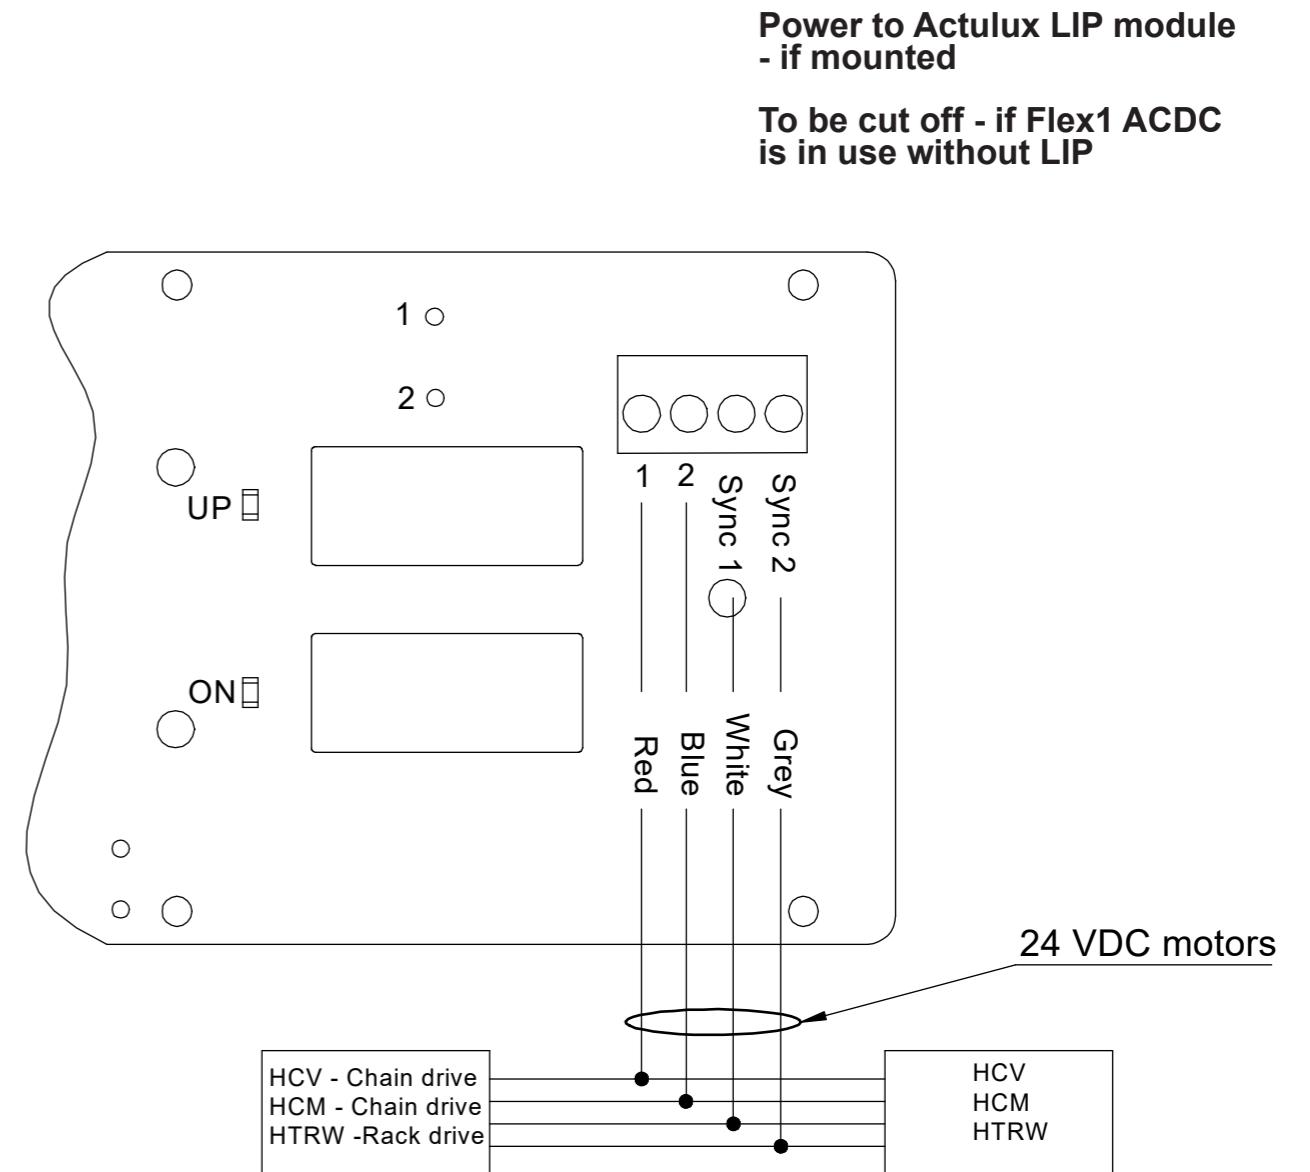 Power to Actulux LIP module
- if mounted
To be cut off - if Flex1 ACDC
is in use without LIP
1
2
1
2
Sync 1
Sync 2
UP
ON
Red
Blue
White
Grey
24 VDC motors
HCV - Chain drive
HCM - Chain drive
HTRW -Rack drive
HCV
HCM
HTRW